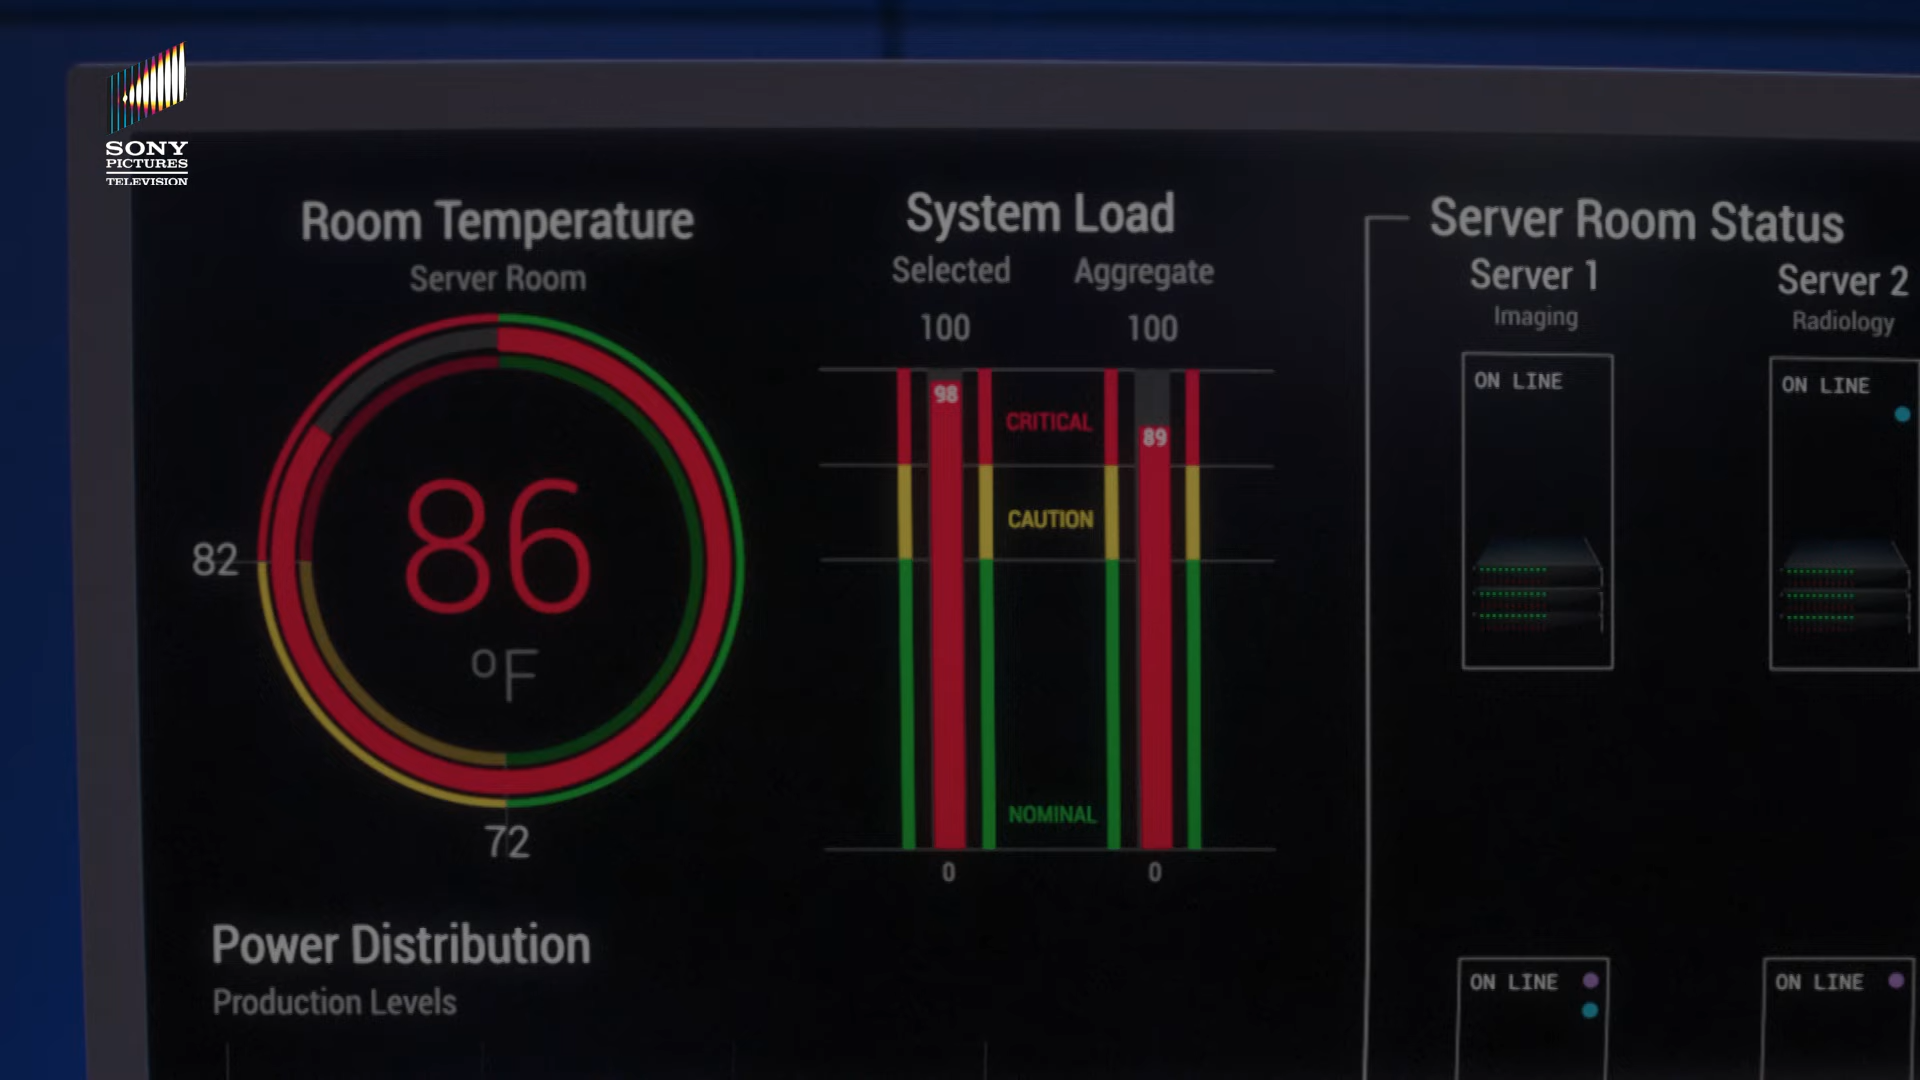 SONY
PICTURES
TELEVISION
Room Temperature
Server Room
86
°F
82
72
System Load
Selected Aggregate
100 100
98
89
CRITICAL
CAUTION
NOMINAL
0 0
Server Room Status
Server 1
Imaging
ON LINE
Server 2
Radiology
ON LINE
Power Distribution
Production Levels
ON LINE
ON LINE